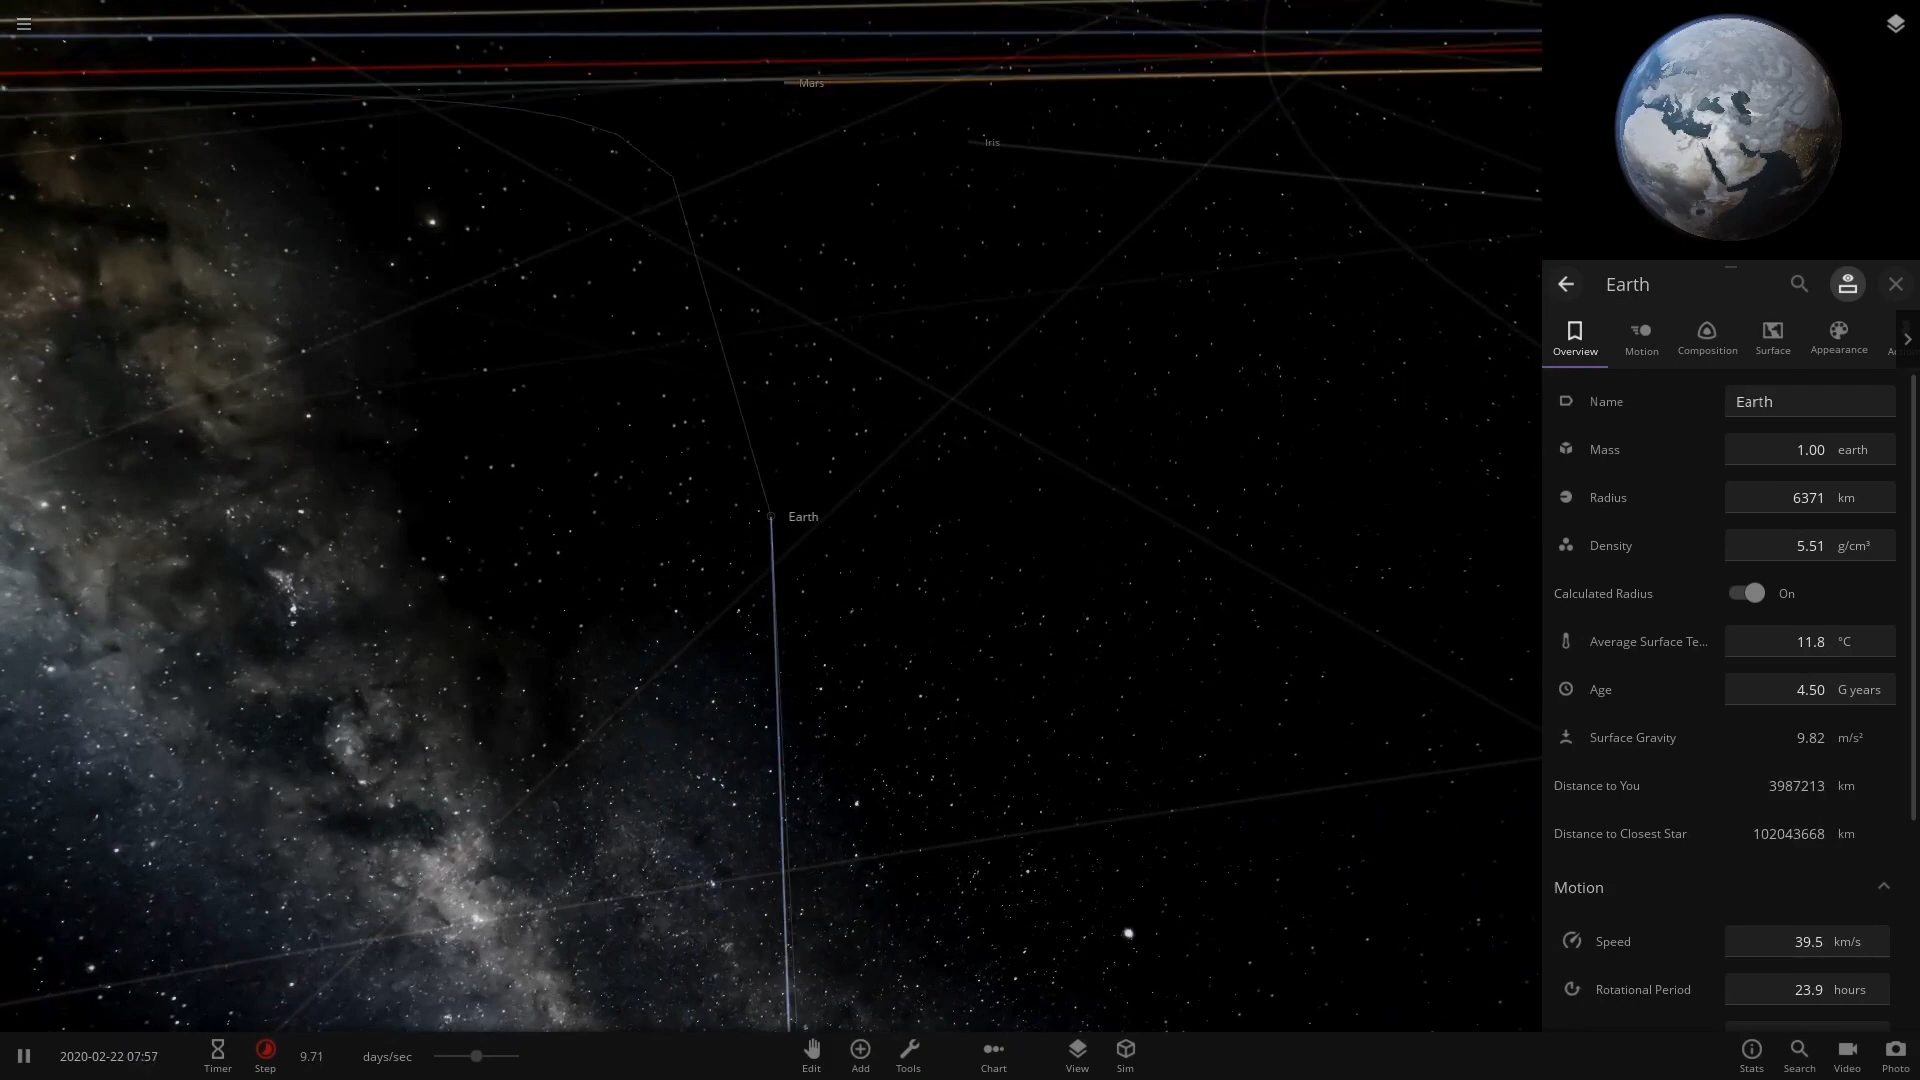 Mars
Iris
Earth
Earth
Overview
Motion
Composition
Surface
Appearance
Name
Earth
Mass
1.00 earth
Radius
6371 km
Density
5.51 g/cm³
Calculated Radius
On
Average Surface Te...
11.8 °C
Age
4.50 G years
Surface Gravity
9.82 m/s²
Distance to You
3987213 km
Distance to Closest Star
102043668 km
Motion
Speed
39.5 km/s
Rotational Period
23.9 hours
2020-02-22 07:57
Timer
Step
9.71 days/sec
Edit
Add
Tools
Chart
View
Sim
Stats
Search
Video
Photo